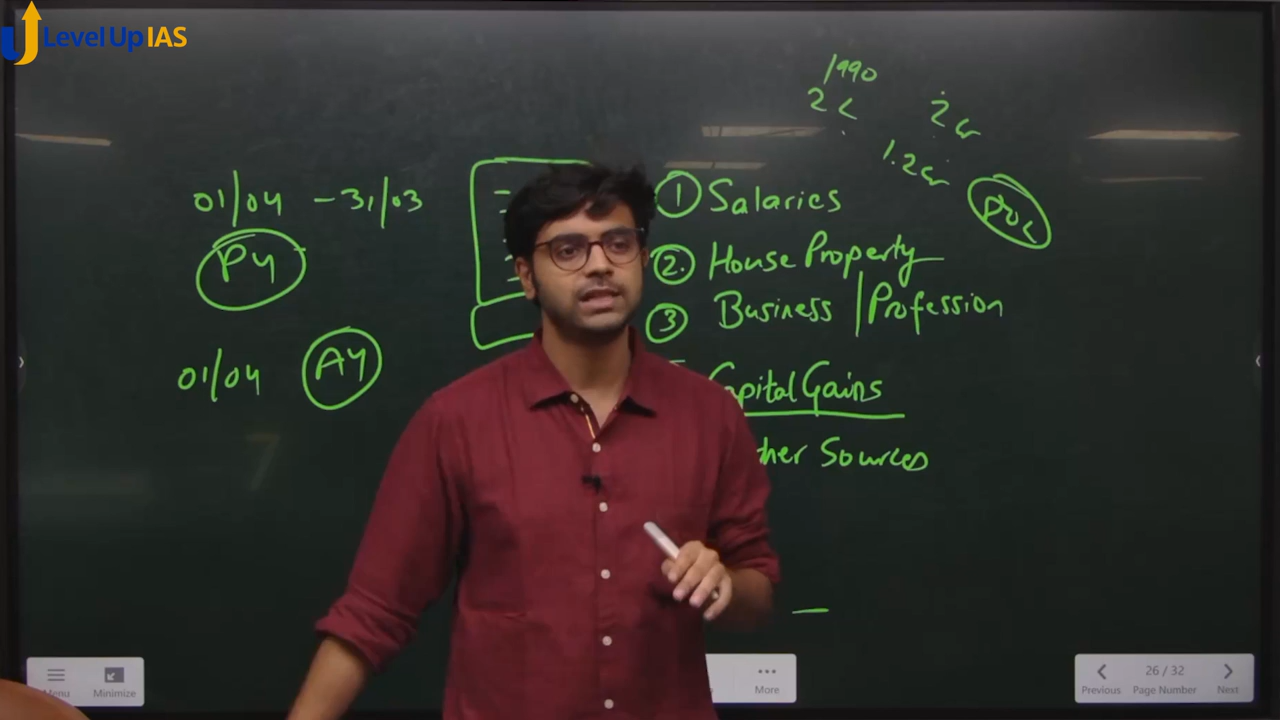 Level Up IAS
1990
2 L
2 cr
1.2 cr
01/04 - 31/03
PY
01/04 AY
1 Salaries
2. House Property
3 Business / Profession
Capital Gains
ther Sources
Menu
Minimize
More
Previous
26 / 32
Page Number
Next